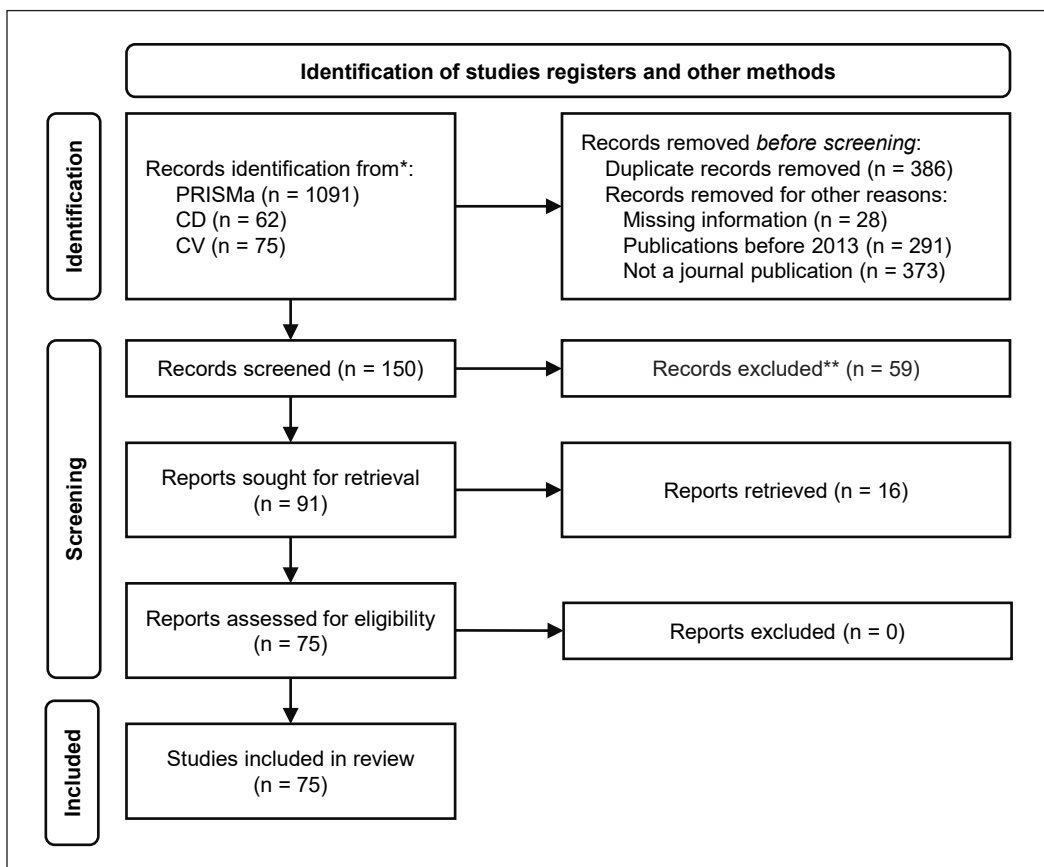 Identification of studies registers and other methods
Identification
Records identification from*:
PRISMa (n = 1091)
CD (n = 62)
CV (n = 75)
Records removed before screening:
Duplicate records removed (n = 386)
Records removed for other reasons:
Missing information (n = 28)
Publications before 2013 (n = 291)
Not a journal publication (n = 373)
Screening
Records screened (n = 150)
Records excluded** (n = 59)
Reports sought for retrieval
(n = 91)
Reports retrieved (n = 16)
Reports assessed for eligibility
(n = 75)
Reports excluded (n = 0)
Included
Studies included in review
(n = 75)